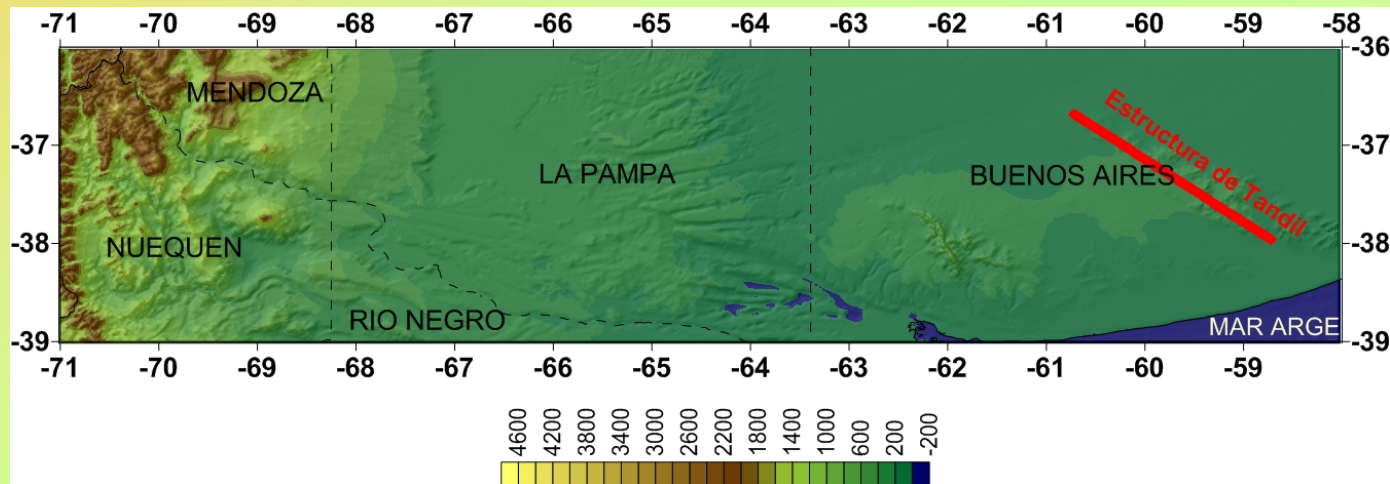 -71 -70 -69 -68 -67 -66 -65 -64 -63 -62 -61 -60 -59 -58
-36
MENDOZA
Estructura de Tandil
-37
-37
LA PAMPA
BUENOS AIRES
NUEQUEN
-38
-38
RIO NEGRO
MAR ARGE
-39
-39
-71 -70 -69 -68 -67 -66 -65 -64 -63 -62 -61 -60 -59 -58
4600 4200 3800 3400 3000 2600 2200 1800 1400 1000 600 200 -200